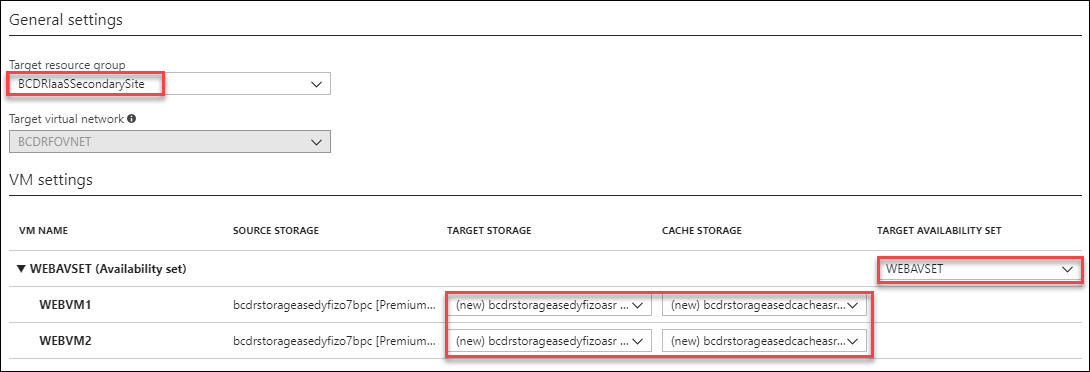 General settings
Target resource group
BCDRIaaSSecondarySite
Target virtual network
BCDRFOVNET
VM settings
VM NAME SOURCE STORAGE TARGET STORAGE CACHE STORAGE TARGET AVAILABILITY SET
WEBAVSET (Availability set) WEBAVSET
WEBVM1 bcdrstorageasedyfizo7bpc [Premium... (new) bcdrstorageasedyfizoasr ... (new) bcdrstorageasedcacheasr...
WEBVM2 bcdrstorageasedyfizo7bpc [Premium... (new) bcdrstorageasedyfizoasr ... (new) bcdrstorageasedcacheasr...